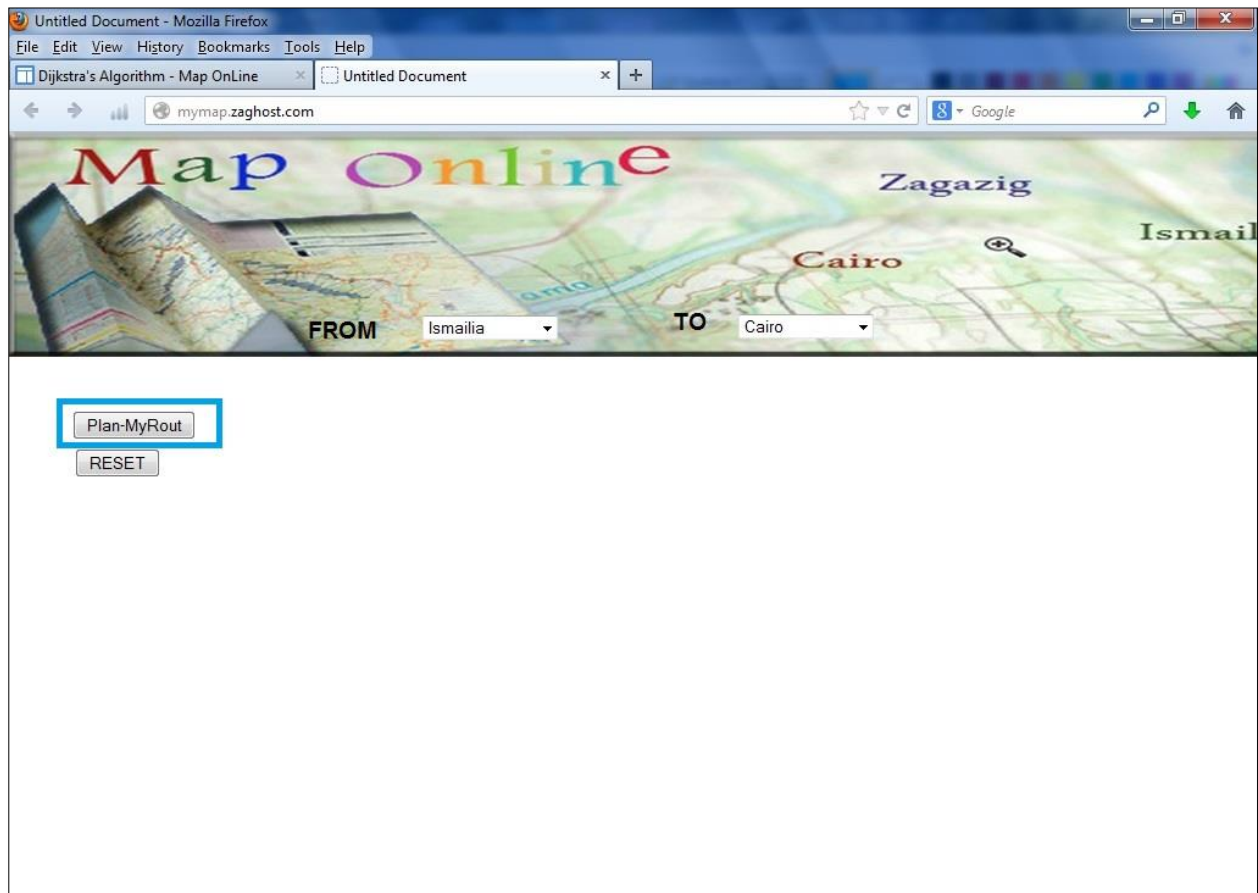 Untitled Document - Mozilla Firefox
File Edit View History Bookmarks Tools Help
Dijkstra's Algorithm - Map OnLine Untitled Document
mymap.zaghost.com Google
Map Online
Zagazig
Ismail
Cairo
ama
FROM Ismailia TO Cairo
Plan-MyRout
RESET